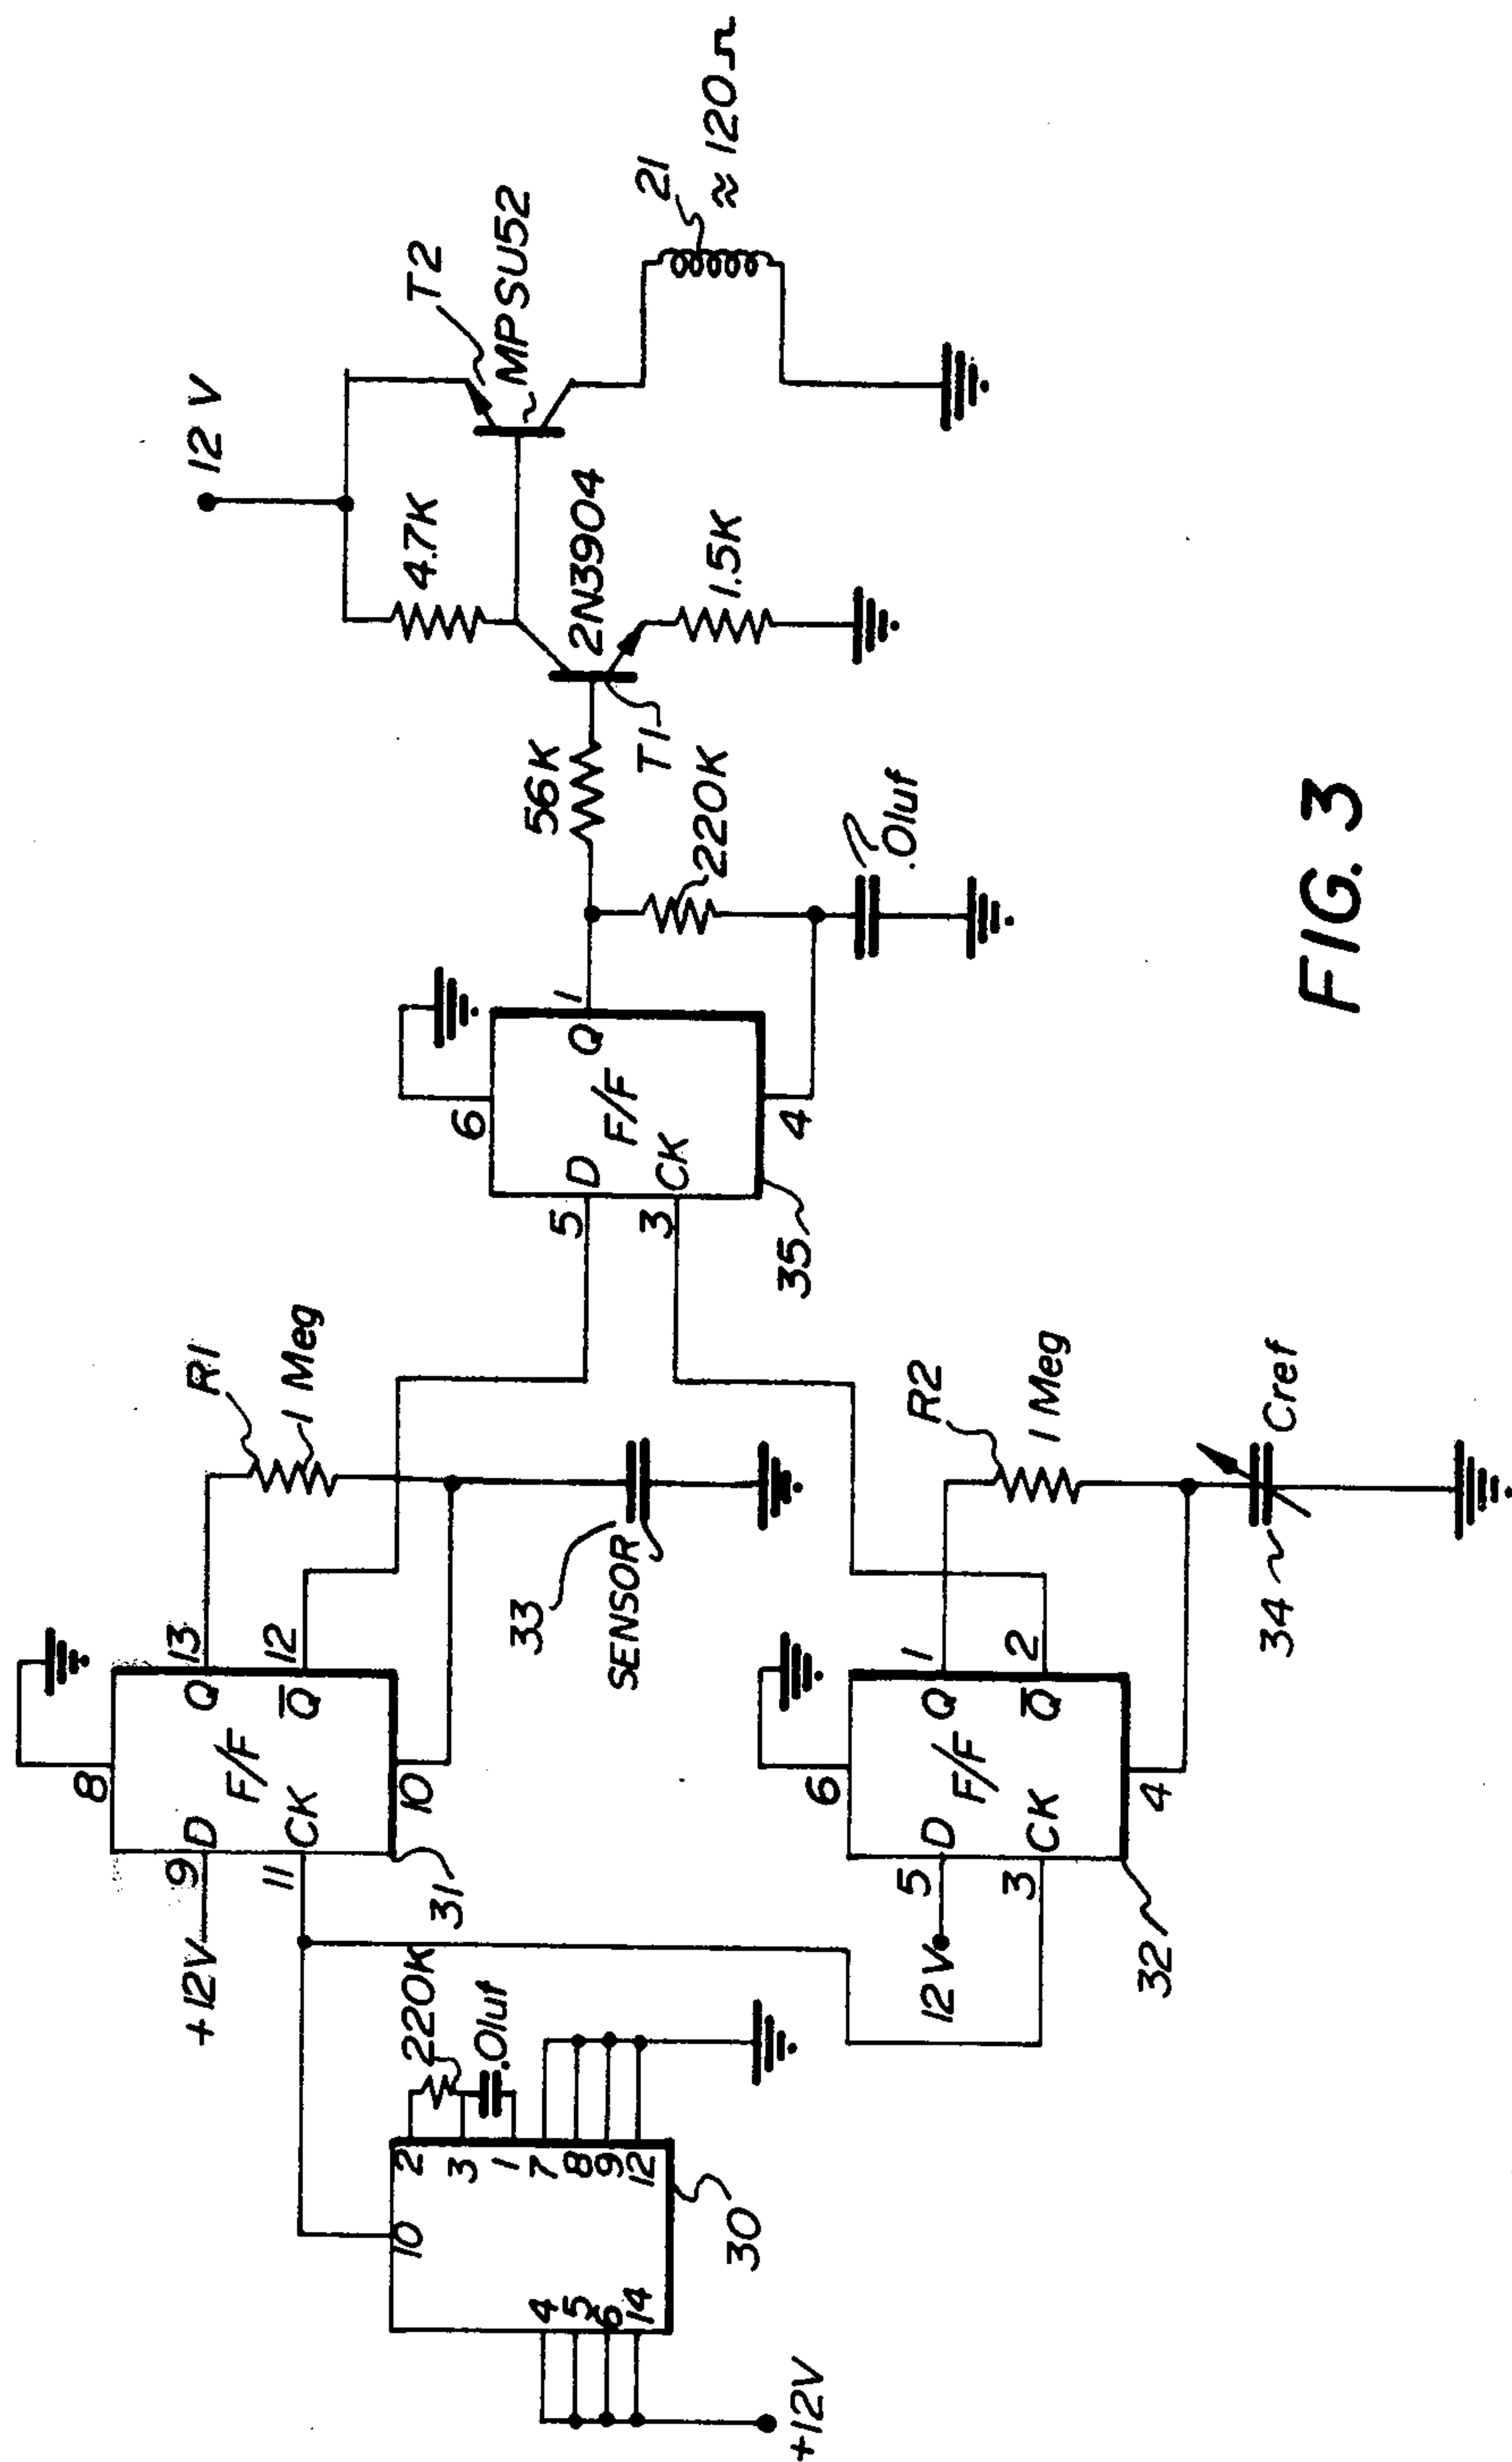 +12V
4
5
6
14
10
2
3
1
7
8
9
12
30
220K
.01uf
+12V
9
D
11
CK
F/F
8
Q
13
Q̅
12
10
31
R1
1 Meg
33
SENSOR
12V
5
D
3
CK
F/F
6
Q
1
Q̅
2
4
32
R2
1 Meg
34
Cref
5
D
3
CK
F/F
6
Q
1
4
35
56K
220K
.01uf
T1
2N3904
1.5K
4.7K
12 V
T2
MPSU52
21
≈ 120Ω
FIG. 3